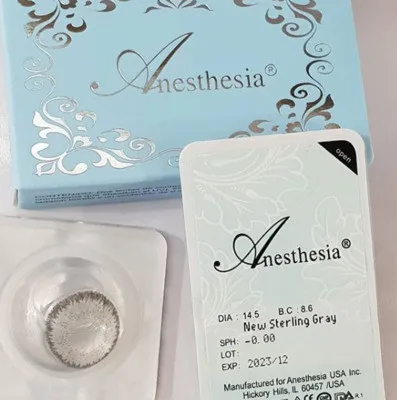 Anesthesia®
open
Anesthesia®
DIA : 14.5 B.C : 8.6
New Sterling Gray
SPH: -0.00
LOT:
EXP: 2023/12
Manufactured for Anesthesia USA Inc.
Hickory Hills, IL 60457 /USA